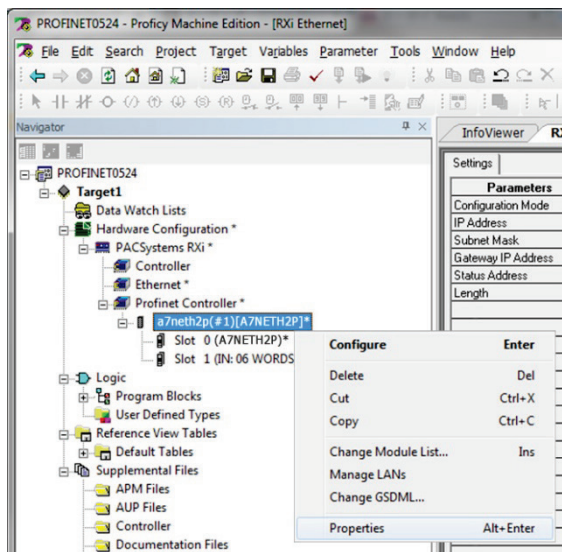 PROFINET0524 - Proficy Machine Edition - [RXi Ethernet]
File Edit Search Project Target Variables Parameter Tools Window Help
Navigator
InfoViewer
PROFINET0524
Target1
Data Watch Lists
Hardware Configuration *
PACSystems RXi *
Controller
Ethernet *
Profinet Controller *
a7neth2p(#1)[A7NETH2P]*
Slot 0 (A7NETH2P)*
Slot 1 (IN: 06 WORDS
Logic
Program Blocks
User Defined Types
Reference View Tables
Default Tables
Supplemental Files
APM Files
AUP Files
Controller
Documentation Files
Settings
Parameters
Configuration Mode
IP Address
Subnet Mask
Gateway IP Address
Status Address
Length
Configure Enter
Delete Del
Cut Ctrl+X
Copy Ctrl+C
Change Module List... Ins
Manage LANs
Change GSDML...
Properties Alt+Enter